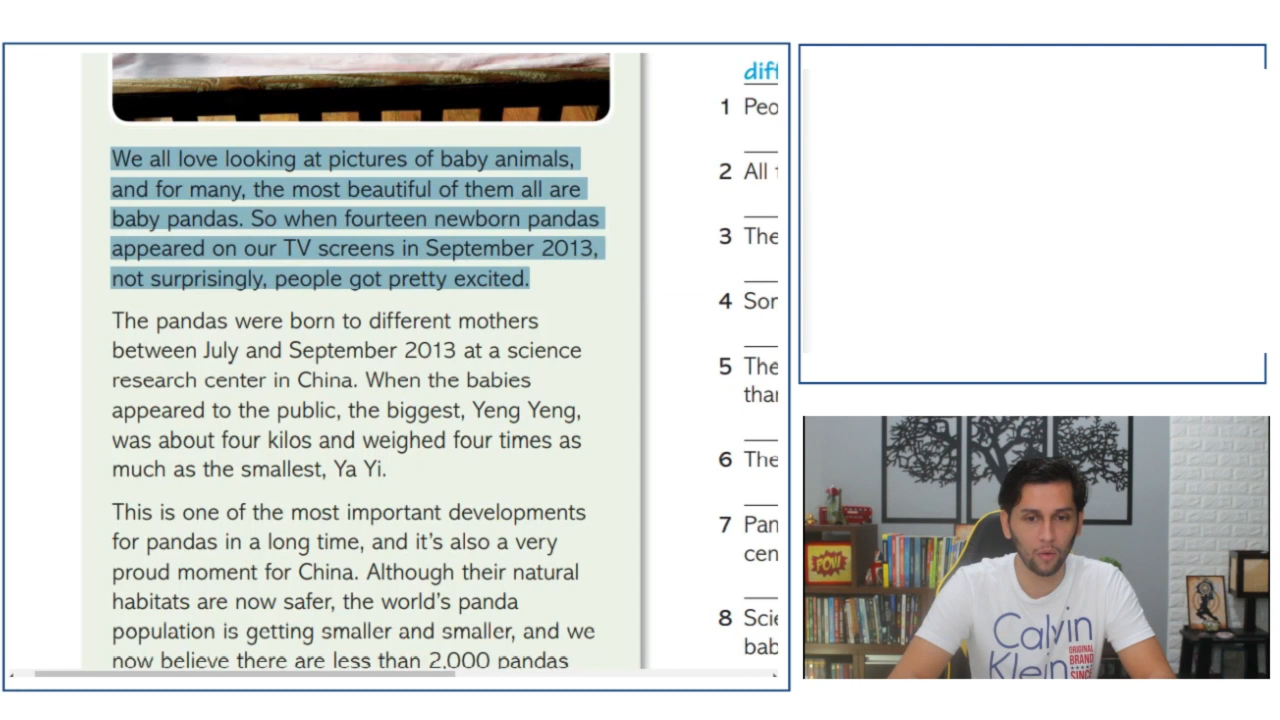 We all love looking at pictures of baby animals,
and for many, the most beautiful of them all are
baby pandas. So when fourteen newborn pandas
appeared on our TV screens in September 2013,
not surprisingly, people got pretty excited.
The pandas were born to different mothers
between July and September 2013 at a science
research center in China. When the babies
appeared to the public, the biggest, Yeng Yeng,
was about four kilos and weighed four times as
much as the smallest, Ya Yi.
This is one of the most important developments
for pandas in a long time, and it's also a very
proud moment for China. Although their natural
habitats are now safer, the world's panda
population is getting smaller and smaller, and we
now believe there are less than 2,000 pandas
1
2 All
3 The
4
5 The
6 The
7
8
POW!
Calvin
Klein
ORIGINAL
BRAND
SINCE